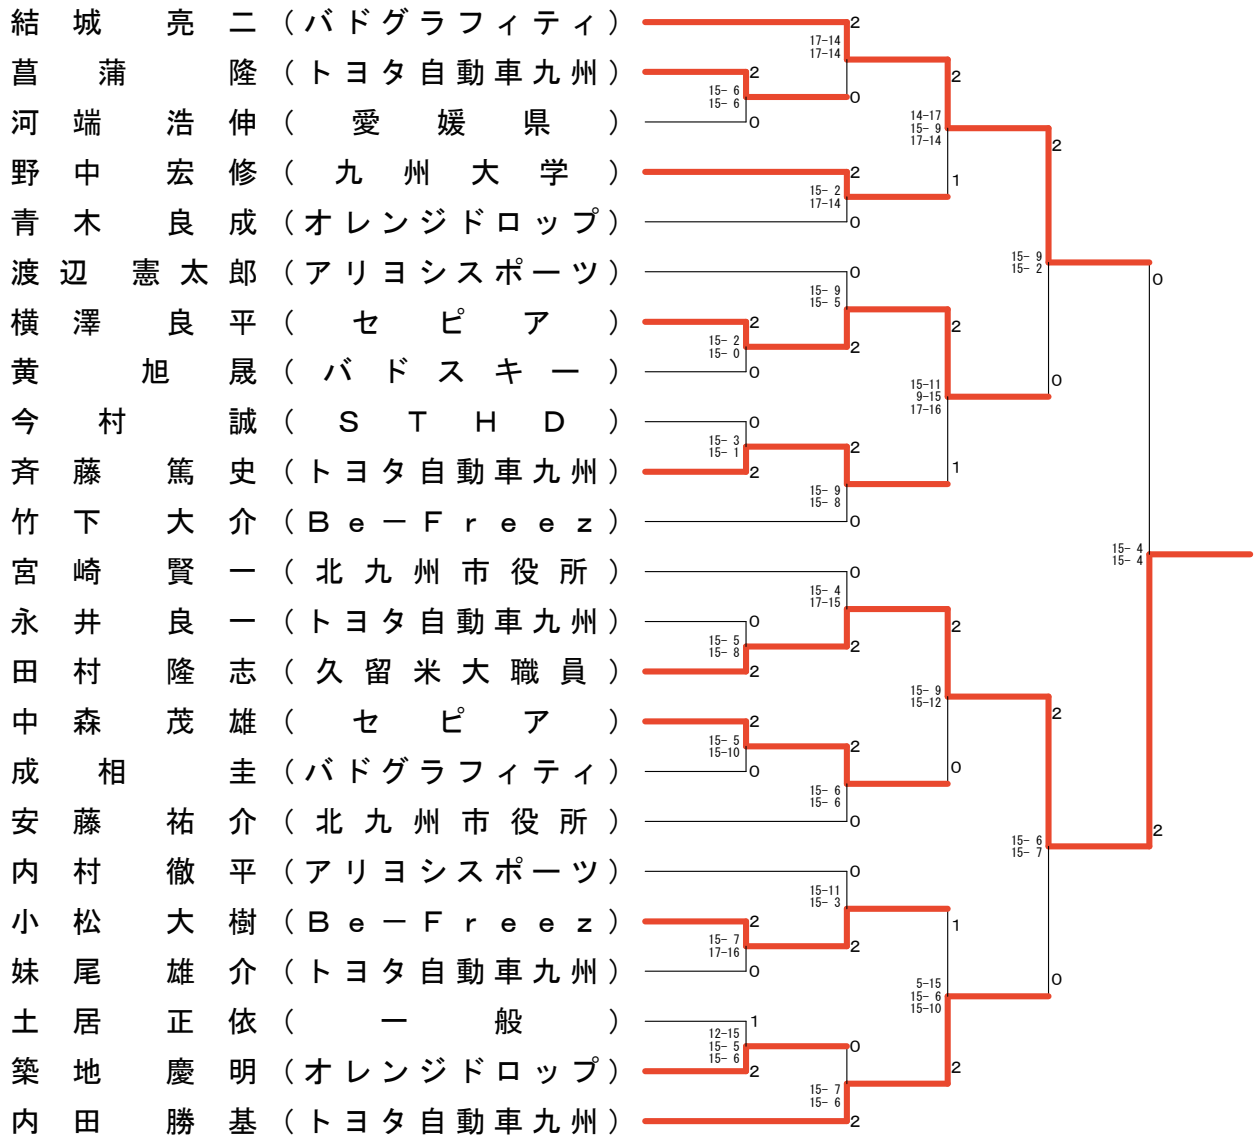 結城 亮二 (バドグラフィティ) 2
17-14
17-14
菖蒲 隆 (トヨタ自動車九州) 2 2
15- 6
15- 6 0
河端 浩伸 (愛媛県) 0
14-17
15- 9
17-14
2
野中 宏修 (九州大学) 2
15- 2
17-14
1
青木 良成 (オレンジドロップ) 0
渡辺 憲太郎 (アリヨシスポーツ) 0
15- 9
15- 2
0
15- 9
15- 5
横澤 良平 (セピア) 2 2
15- 2
15- 0 2
黄 旭晟 (バドスキー) 0
0
15-11
9-15
17-16
今村 誠 (STHD) 0
15- 3
15- 1
2
斉藤 篤史 (トヨタ自動車九州) 2 1
15- 9
15- 8
竹下 大介 (Be-Freez) 0
15- 4
15- 4
宮崎 賢一 (北九州市役所) 0
15- 4
17-15
永井 良一 (トヨタ自動車九州) 0 2
15- 5
15- 8 2
田村 隆志 (久留米大職員) 2
15- 9
15-12
中森 茂雄 (セピア) 2 2
15- 5
15-10
2
成相 圭 (バドグラフィティ) 0 0
15- 6
15- 6
安藤 祐介 (北九州市役所) 0
2
15- 6
15- 7
内村 徹平 (アリヨシスポーツ) 0
15-11
15- 3
小松 大樹 (Be-Freez) 2 1
15- 7
17-16 2
妹尾 雄介 (トヨタ自動車九州) 0 0
5-15
15- 6
15-10
土居 正依 (一般) 1
12-15
15- 5
15- 6
0
築地 慶明 (オレンジドロップ) 2 2
15- 7
15- 6
内田 勝基 (トヨタ自動車九州) 2